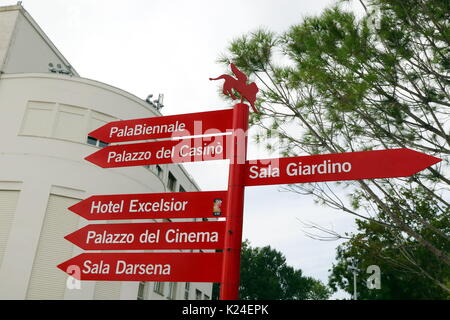 PalaBiennale
Palazzo del Casinò
Sala Giardino
Hotel Excelsior
Palazzo del Cinema
Sala Darsena